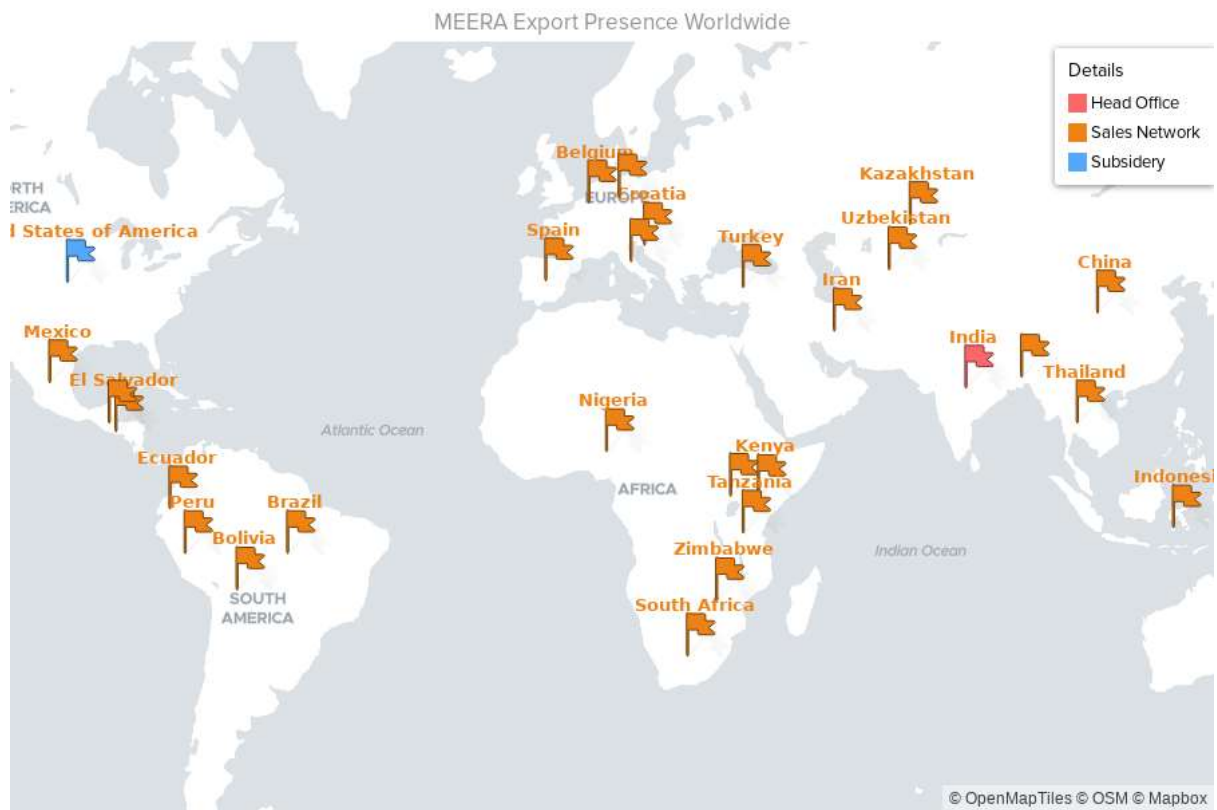 MEERA Export Presence Worldwide
Details
Head Office
Sales Network
Subsidery
Belgium
EUROPE
Croatia
Kazakhstan
RTH
ERICA
Uzbekistan
d States of America
Spain
Turkey
China
Iran
Mexico
India
El Salvador
Thailand
Nigeria
Atlantic Ocean
Kenya
Ecuador
Tanzania
Indonesi
AFRICA
Peru
Brazil
Bolivia
Zimbabwe
Indian Ocean
SOUTH
AMERICA
South Africa
© OpenMapTiles © OSM © Mapbox